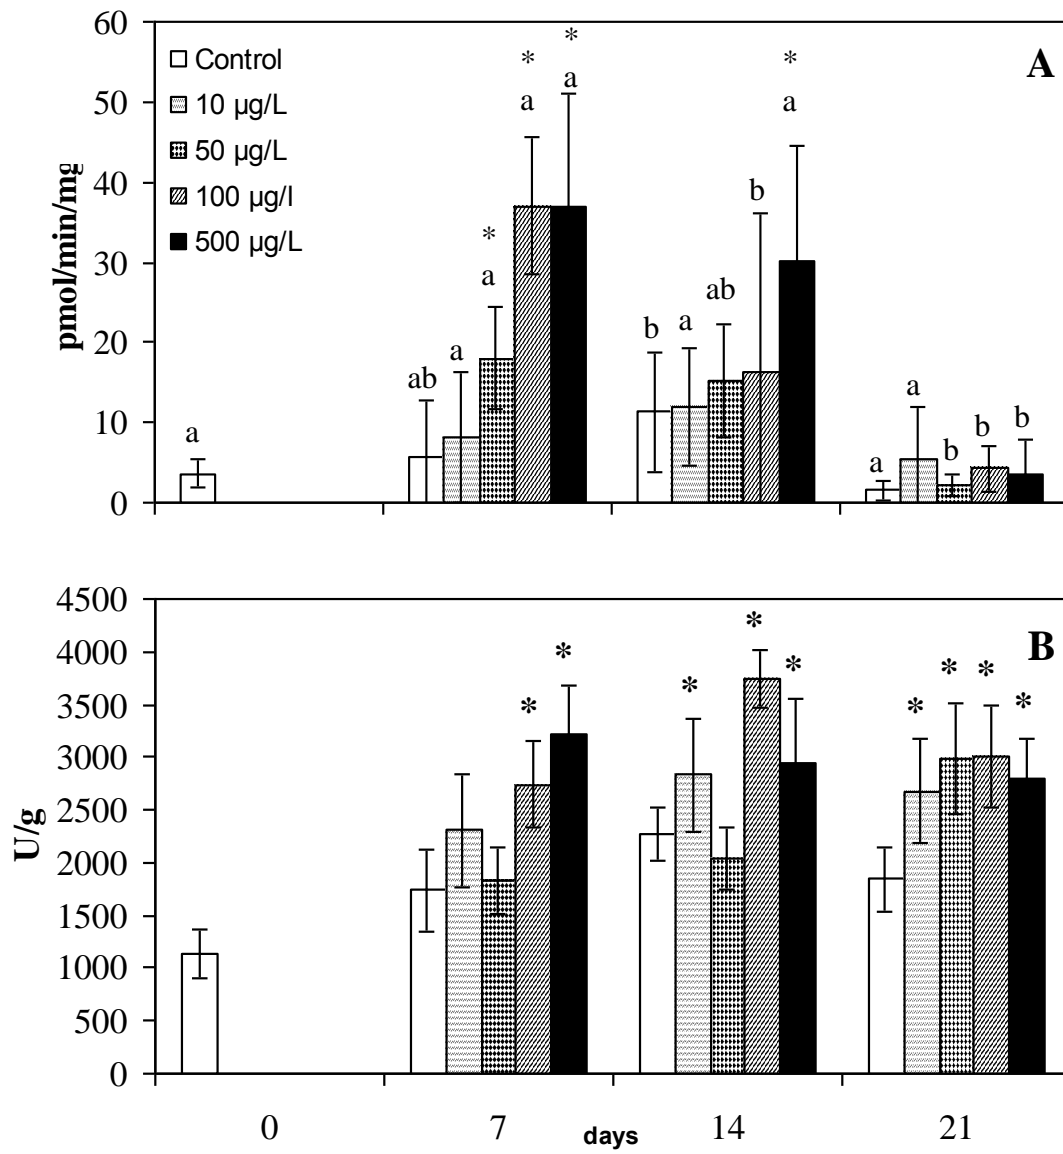 60
50
40
30
20
10
0
pmol/min/mg
Control
10 µg/L
50 µg/L
100 µg/l
500 µg/L
A
a
ab
a
* a
* a
* a
b
a
ab
b
* a
a
a
b
b
b
4500
4000
3500
3000
2500
2000
1500
1000
500
0
U/g
B
* *
* * *
* * * *
0 7 days 14 21